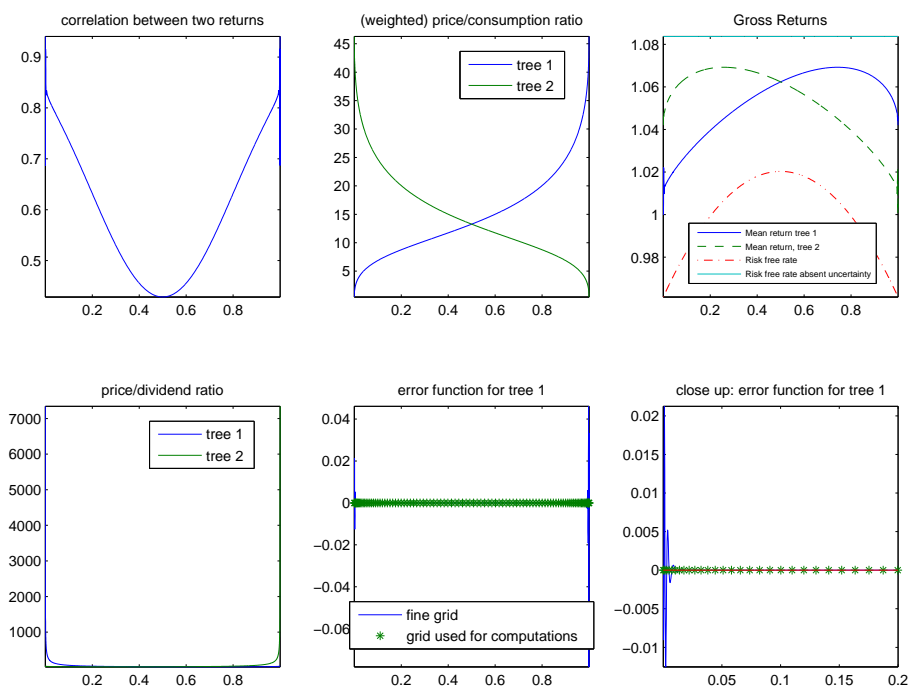 correlation between two returns
0.9
0.8
0.7
0.6
0.5
0.2 0.4 0.6 0.8
(weighted) price/consumption ratio
45
40
35
30
25
20
15
10
5
tree 1
tree 2
0.2 0.4 0.6 0.8
Gross Returns
1.08
1.06
1.04
1.02
1
0.98
Mean return tree 1
Mean return, tree 2
Risk free rate
Risk free rate absent uncertainty
0.2 0.4 0.6 0.8
price/dividend ratio
7000
6000
5000
4000
3000
2000
1000
tree 1
tree 2
0.2 0.4 0.6 0.8
error function for tree 1
0.04
0.02
0
−0.02
−0.04
−0.06
fine grid
grid used for computations
0.2 0.4 0.6 0.8
close up: error function for tree 1
0.02
0.015
0.01
0.005
0
−0.005
−0.01
0.05 0.1 0.15 0.2